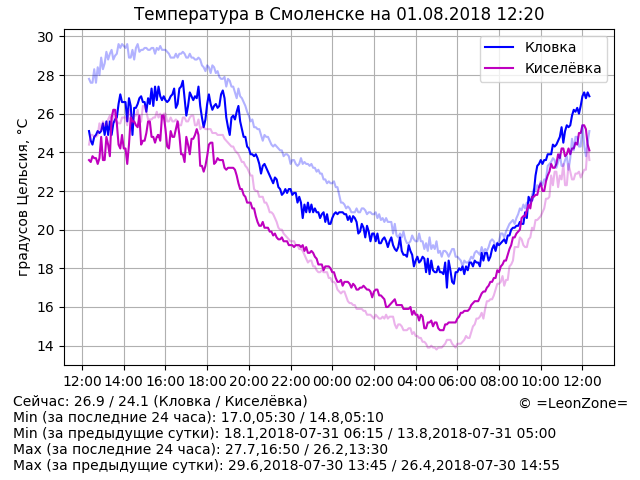 Температура в Смоленске на 01.08.2018 12:20
Кловка
Киселёвка
градусов Цельсия, °C
30
28
26
24
22
20
18
16
14
12:00 14:00 16:00 18:00 20:00 22:00 00:00 02:00 04:00 06:00 08:00 10:00 12:00
Сейчас: 26.9 / 24.1 (Кловка / Киселёвка)
© =LeonZone=
Min (за последние 24 часа): 17.0,05:30 / 14.8,05:10
Min (за предыдущие сутки): 18.1,2018-07-31 06:15 / 13.8,2018-07-31 05:00
Max (за последние 24 часа): 27.7,16:50 / 26.2,13:30
Max (за предыдущие сутки): 29.6,2018-07-30 13:45 / 26.4,2018-07-30 14:55